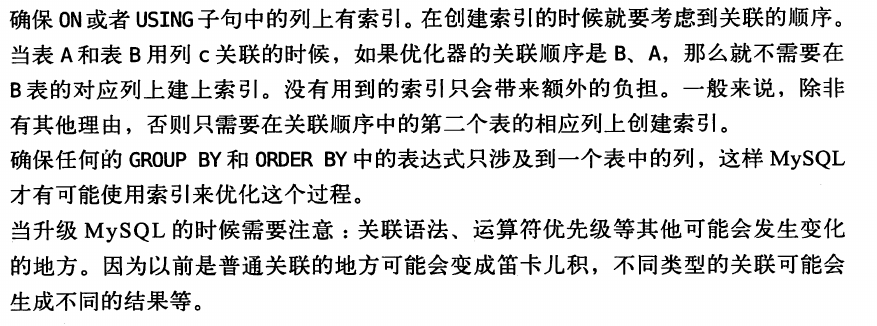 确保 ON 或者 USING 子句中的列上有索引。在创建索引的时候就要考虑到关联的顺序。
当表 A 和表 B 用列 c 关联的时候，如果优化器的关联顺序是 B、A，那么就不需要在
B 表的对应列上建上索引。没有用到的索引只会带来额外的负担。一般来说，除非
有其他理由，否则只需要在关联顺序中的第二个表的相应列上创建索引。
确保任何的 GROUP BY 和 ORDER BY 中的表达式只涉及到一个表中的列，这样 MySQL
才有可能使用索引来优化这个过程。
当升级 MySQL 的时候需要注意：关联语法、运算符优先级等其他可能会发生变化
的地方。因为以前是普通关联的地方可能会变成笛卡儿积，不同类型的关联可能会
生成不同的结果等。